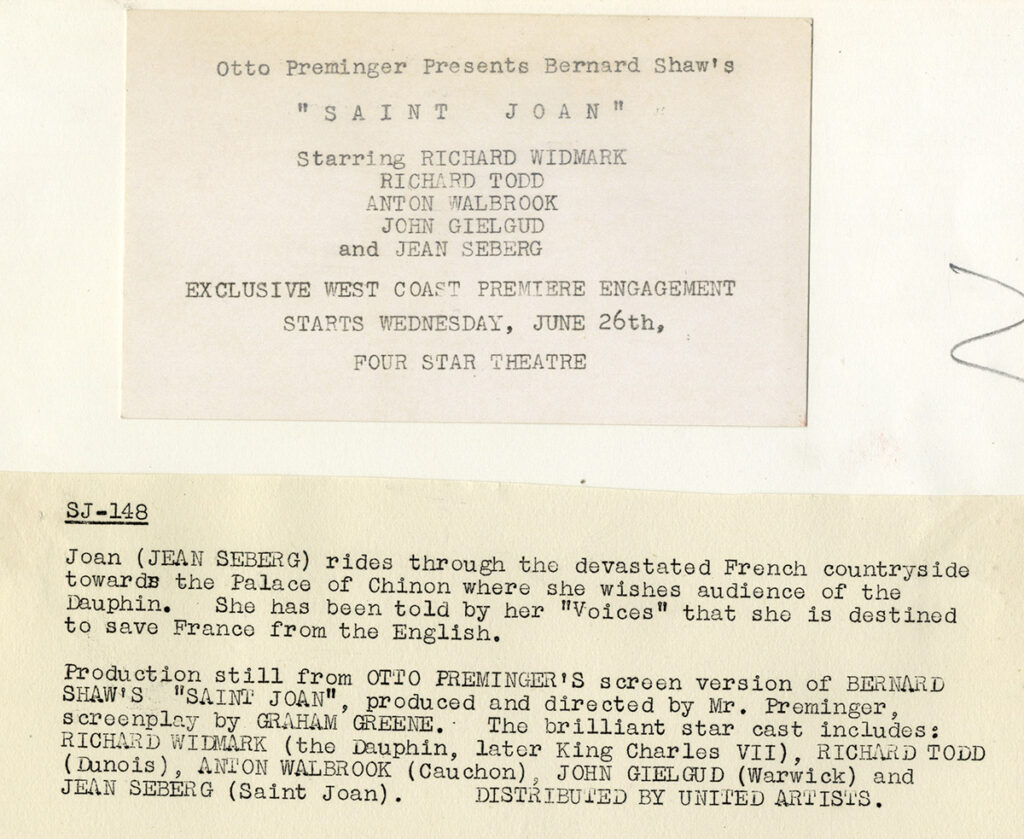 Otto Preminger Presents Bernard Shaw's
"SAINT JOAN"
Starring RICHARD WIDMARK
RICHARD TODD
ANTON WALBROOK
JOHN GIELGUD
and JEAN SEBERG
EXCLUSIVE WEST COAST PREMIERE ENGAGEMENT
STARTS WEDNESDAY, JUNE 26th,
FOUR STAR THEATRE
SJ-148
Joan (JEAN SEBERG) rides through the devastated French countryside
towards the Palace of Chinon where she wishes audience of the
Dauphin. She has been told by her "Voices" that she is destined
to save France from the English.
Production still from OTTO PREMINGER'S screen version of BERNARD
SHAW'S "SAINT JOAN", produced and directed by Mr. Preminger,
screenplay by GRAHAM GREENE. The brilliant star cast includes:
RICHARD WIDMARK (the Dauphin, later King Charles VII), RICHARD TODD
(Dunois), ANTON WALBROOK (Cauchon), JOHN GIELGUD (Warwick) and
JEAN SEBERG (Saint Joan). DISTRIBUTED BY UNITED ARTISTS.